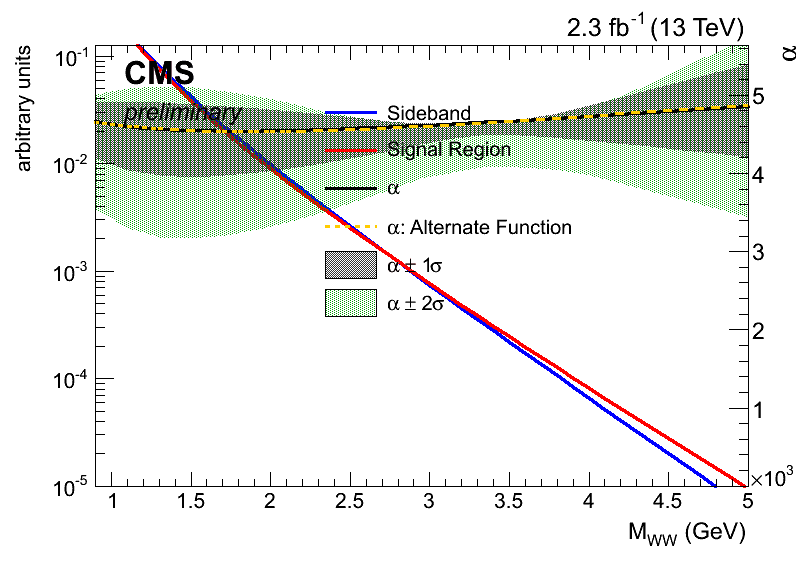 2.3 fb⁻¹ (13 TeV)
CMS
preliminary
arbitrary units
10⁻¹
10⁻²
10⁻³
10⁻⁴
10⁻⁵
α
5
4
3
2
1
Sideband
Signal Region
α
α: Alternate Function
α ± 1σ
α ± 2σ
×10³
1 1.5 2 2.5 3 3.5 4 4.5 5
M_WW (GeV)